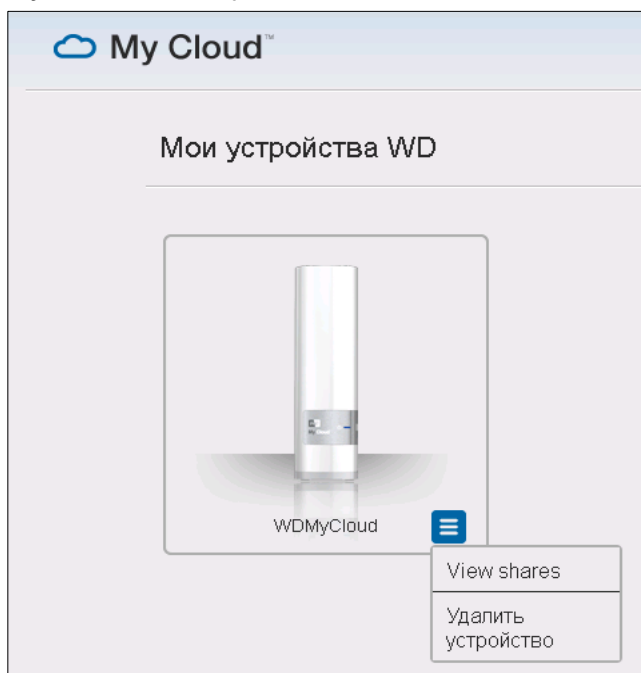 My Cloud™
Мои устройства WD
WDMyCloud
View shares
Удалить
устройство